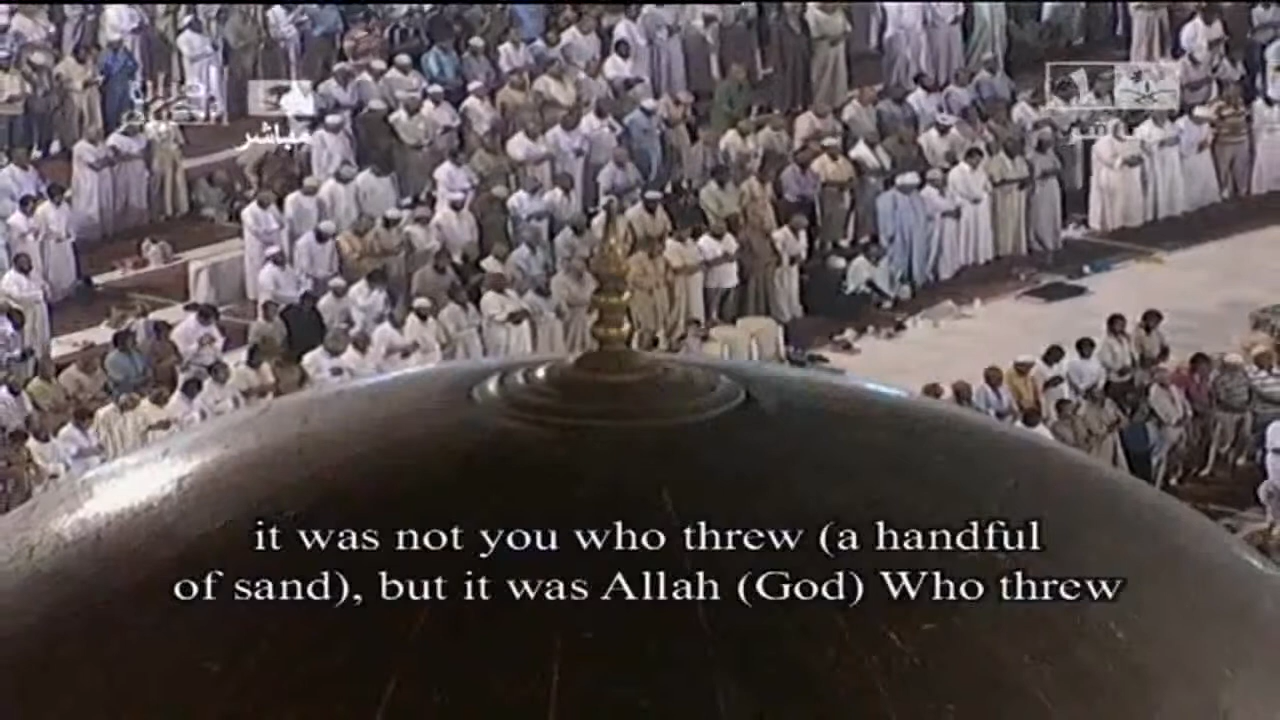 مباشر
it was not you who threw (a handful
of sand), but it was Allah (God) Who threw